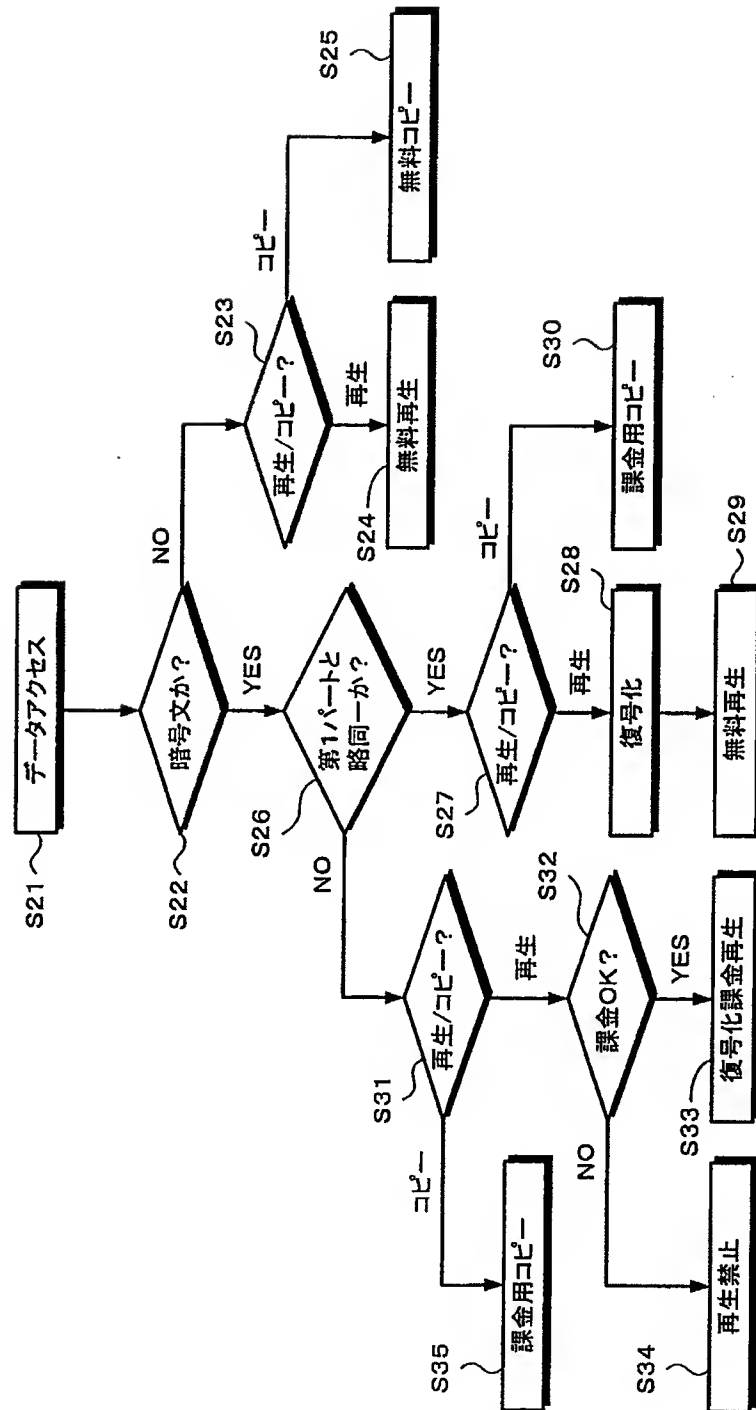 S21
データアクセス
S22
暗号文か?
NO
YES
S23
再生/コピー?
コピー
再生
S24
無料再生
S25
無料コピー
S26
第1パートと
略同一か?
NO
YES
S27
再生/コピー?
コピー
再生
S28
復号化
S29
無料再生
S30
課金用コピー
S31
再生/コピー?
コピー
再生
S32
課金OK?
NO
YES
S33
復号化課金再生
S34
再生禁止
S35
課金用コピー